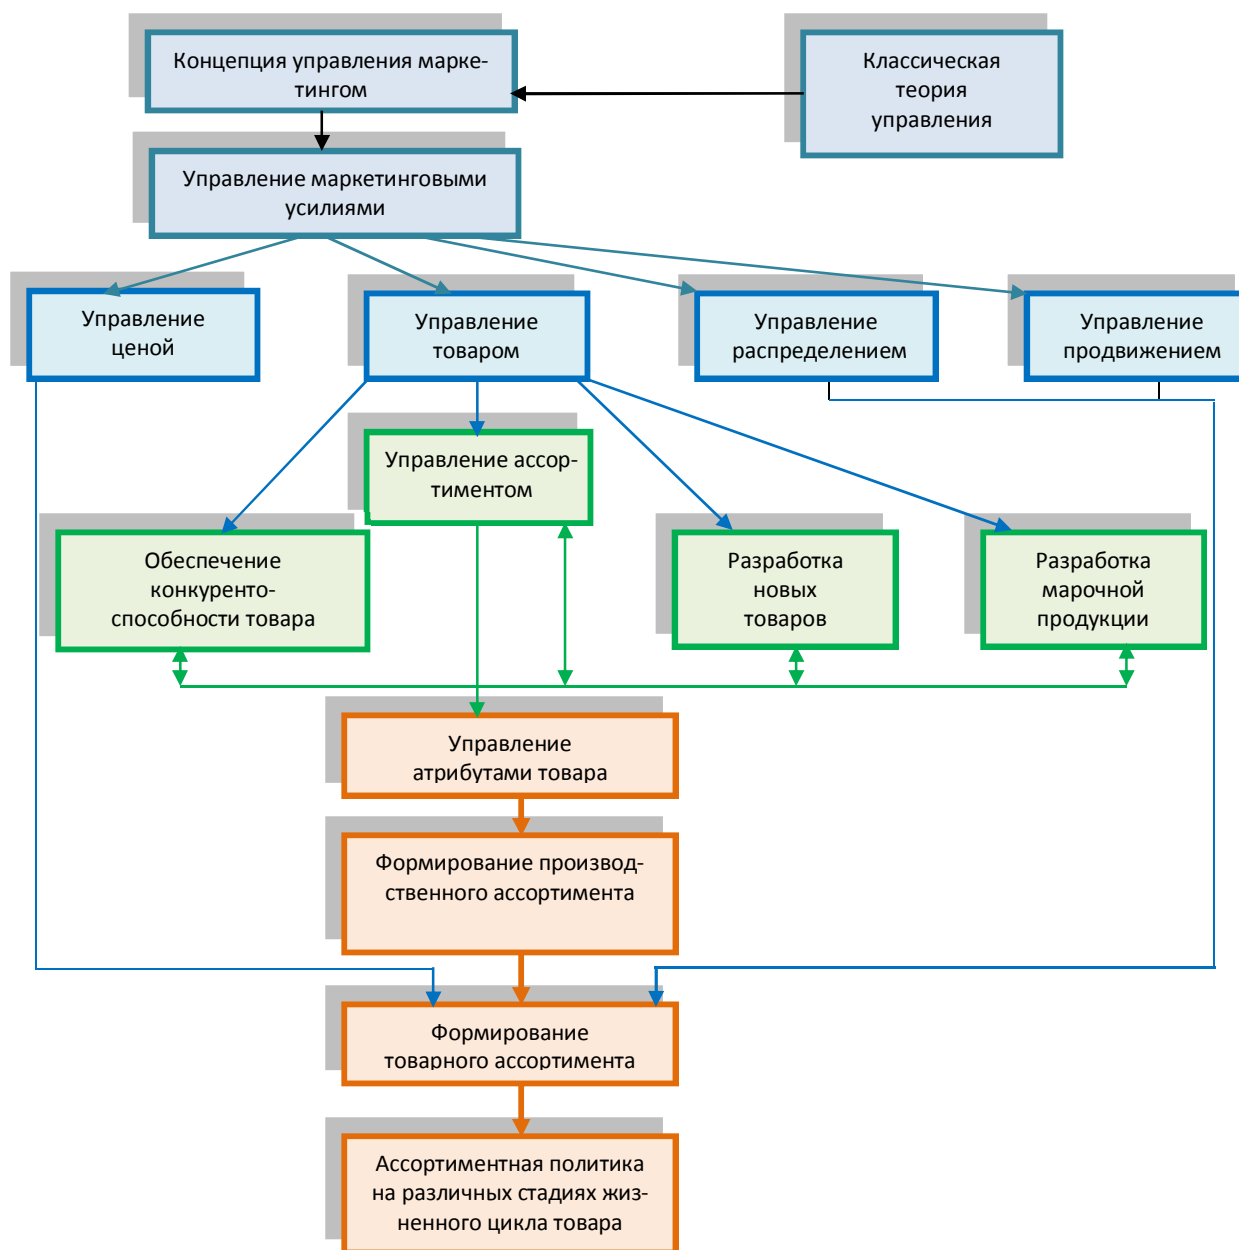 Концепция управления марке-
тингом
Классическая
теория
управления
Управление маркетинговыми
усилиями
Управление
ценой
Управление
товаром
Управление
распределением
Управление
продвижением
Управление ассор-
тиментом
Обеспечение
конкуренто-
способности товара
Разработка
новых
товаров
Разработка
марочной
продукции
Управление
атрибутами товара
Формирование производ-
ственного ассортимента
Формирование
товарного ассортимента
Ассортиментная политика
на различных стадиях жиз-
ненного цикла товара